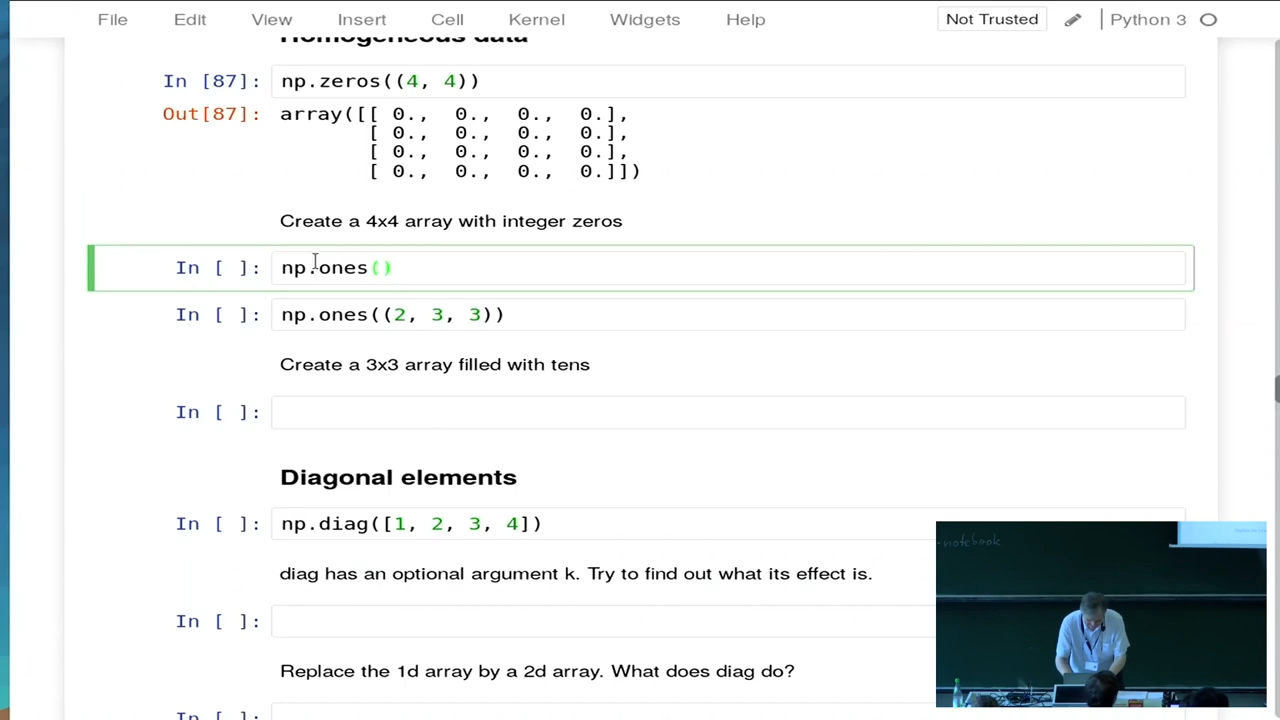 File Edit View Insert Cell Kernel Widgets Help Not Trusted Python 3
Homogeneous data
In [87]: np.zeros((4, 4))
Out[87]: array([[ 0., 0., 0., 0.],
[ 0., 0., 0., 0.],
[ 0., 0., 0., 0.],
[ 0., 0., 0., 0.]])
Create a 4x4 array with integer zeros
In [ ]: np.ones()
In [ ]: np.ones((2, 3, 3))
Create a 3x3 array filled with tens
In [ ]:
Diagonal elements
In [ ]: np.diag([1, 2, 3, 4])
-notebook
diag has an optional argument k. Try to find out what its effect is.
In [ ]:
Replace the 1d array by a 2d array. What does diag do?
In [ ]: